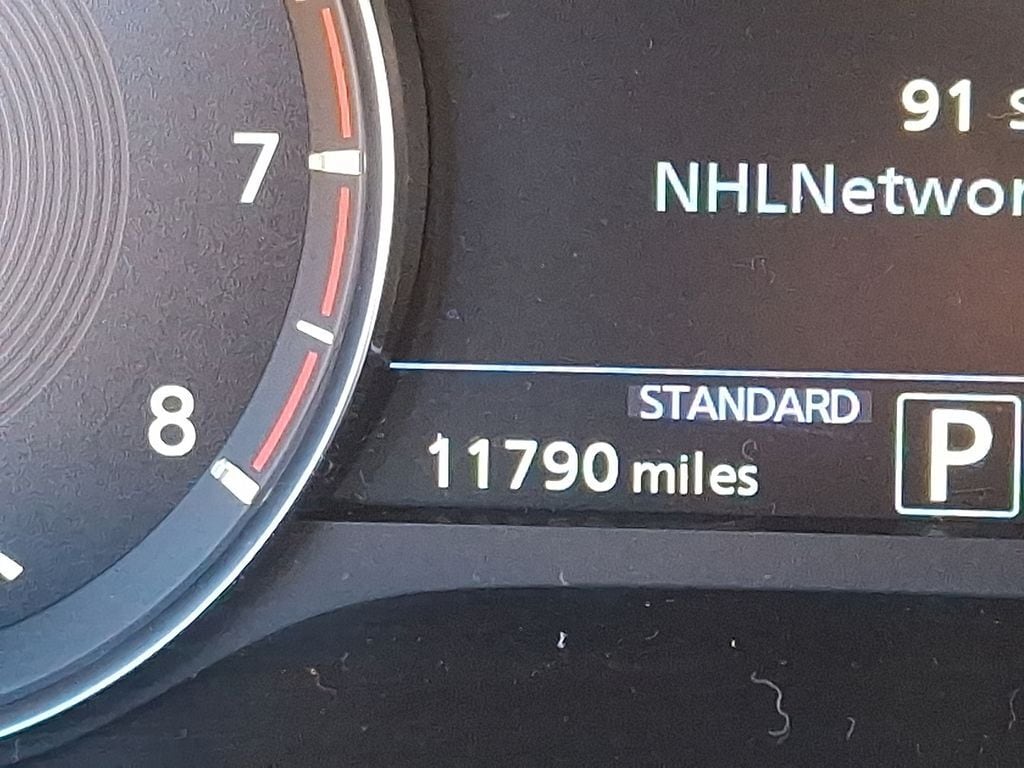 7
8
91 s
NHLNetwor
STANDARD
11790 miles
P